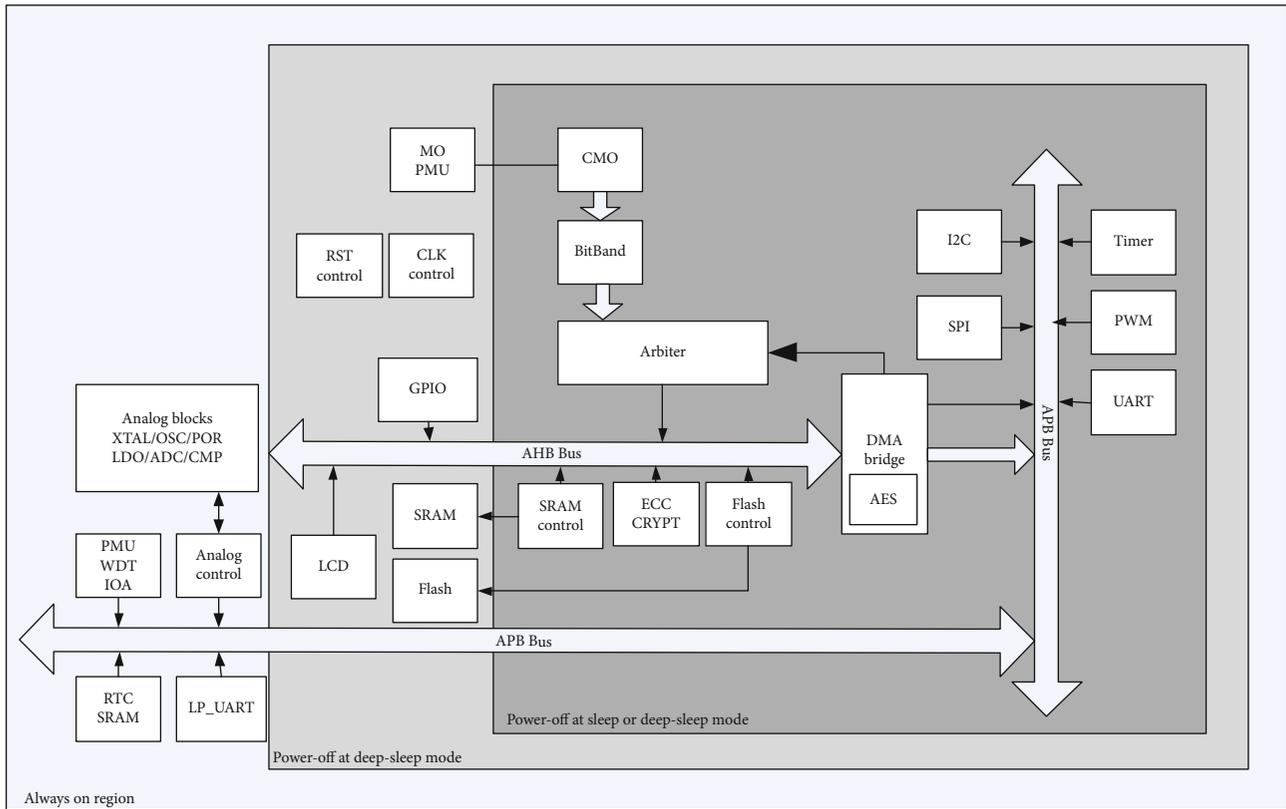 MO
PMU
CMO
RST
control
CLK
control
BitBand
I2C
Timer
SPI
PWM
Arbiter
GPIO
UART
Analog blocks
XTAL/OSC/POR
LDO/ADC/CMP
AHB Bus
DMA
bridge
AES
APB Bus
SRAM
SRAM
control
ECC
CRYPT
Flash
control
PMU
WDT
IOA
Analog
control
LCD
Flash
APB Bus
RTC
SRAM
LP_UART
Power-off at sleep or deep-sleep mode
Power-off at deep-sleep mode
Always on region